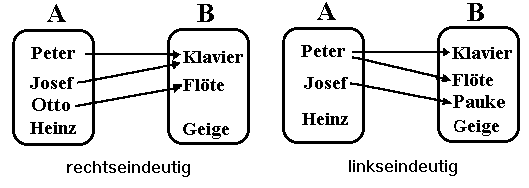 A B
Peter
Klavier
Josef
Otto
Flöte
Heinz
Geige
rechtseindeutig
A B
Peter
Klavier
Josef
Flöte
Pauke
Heinz
Geige
linkseindeutig